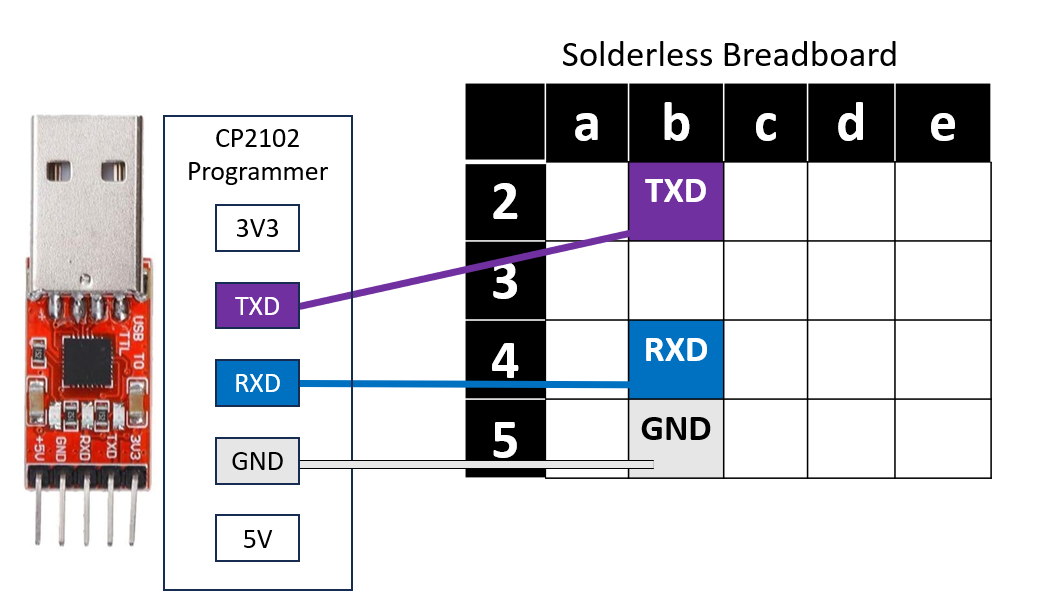 Solderless Breadboard
a b c d e
CP2102
Programmer
3V3
TXD
RXD
GND
5V
2 TXD
3
4 RXD
5 GND
USB TO
TTL
+5V GND RXD TXD 3V3